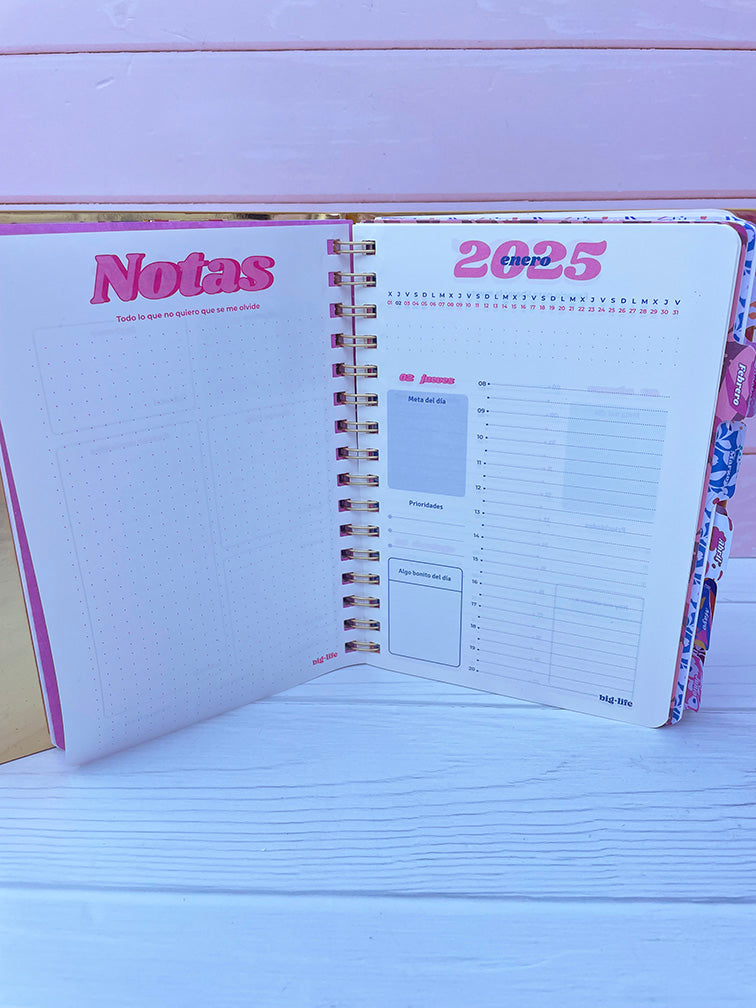 Notas
Todo lo que no quiero que se me olvide
big·life
2025
enero
X J V S D L M X J V S D L M X J V S D L M X J V S D L M X J V
01 02 03 04 05 06 07 08 09 10 11 12 13 14 15 16 17 18 19 20 21 22 23 24 25 26 27 28 29 30 31
02 jueves
Meta del día
Prioridades
Algo bonito del día
08
09
10
11
12
13
14
15
16
17
18
19
20
big·life
Febrero
Marzo
Abril
Mayo